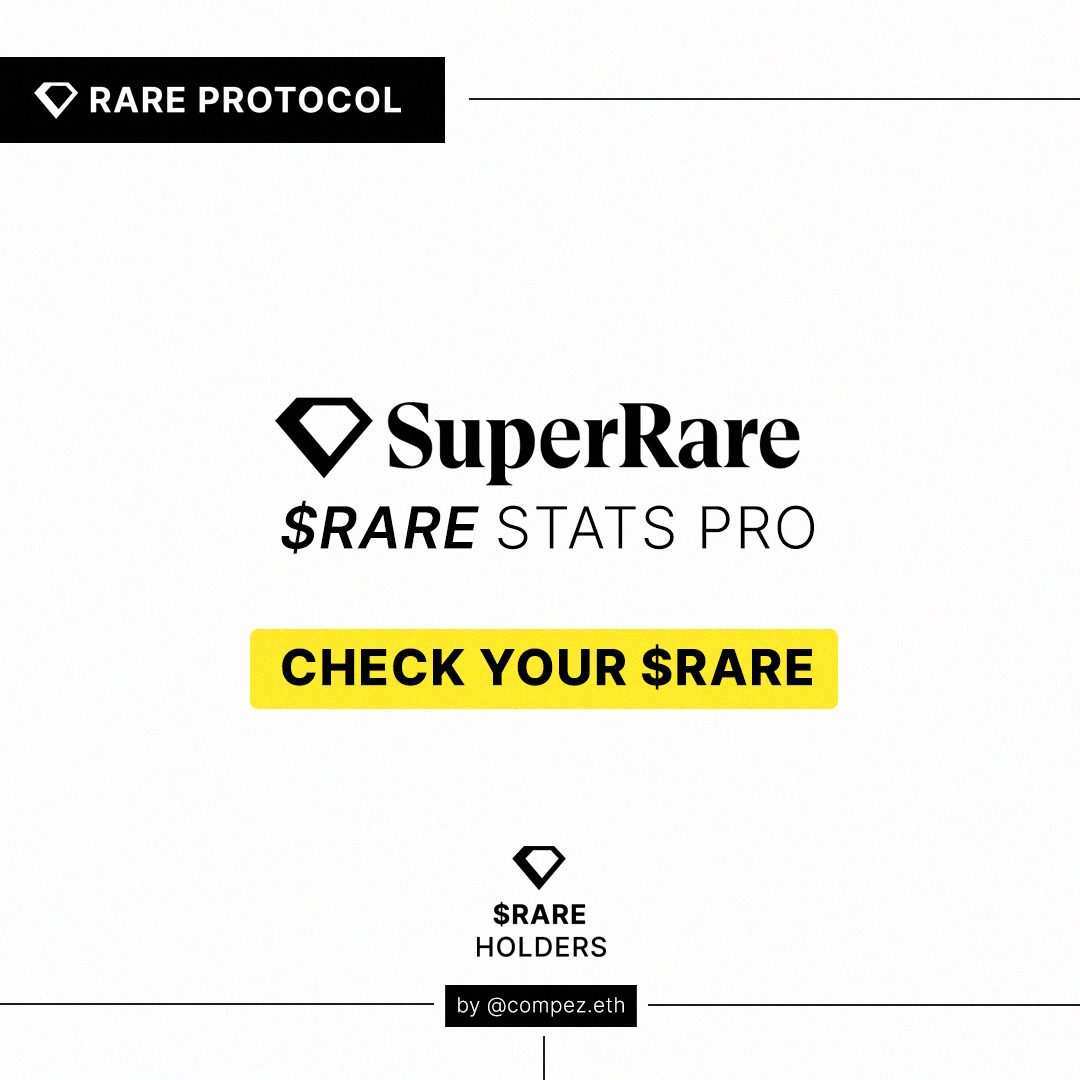 RARE PROTOCOL
SuperRare
$RARE STATS PRO
CHECK YOUR $RARE
$RARE
HOLDERS
by @compez.eth